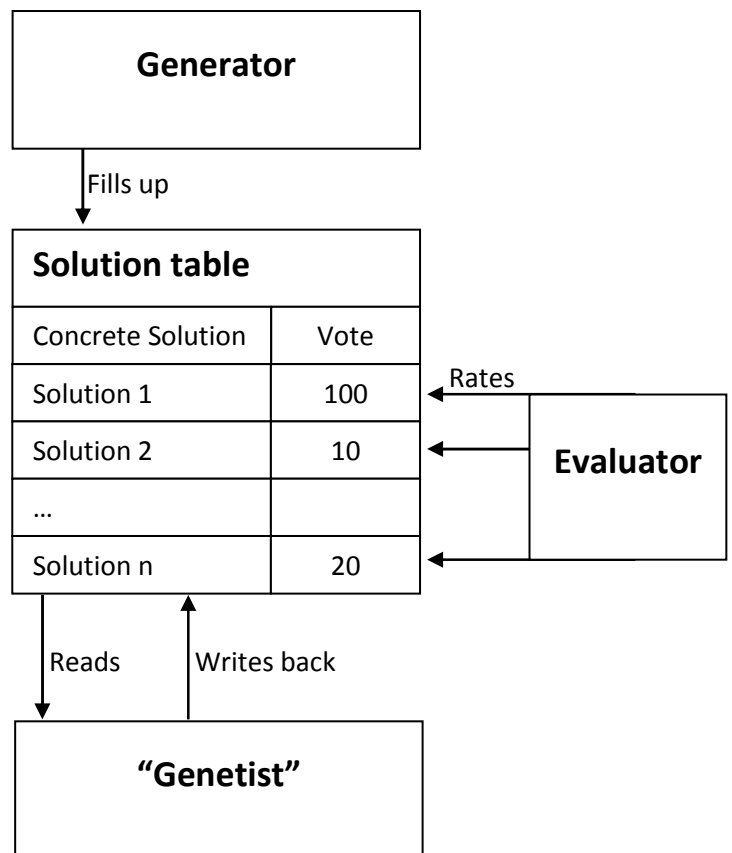 Generator
Fills up
Solution table
Concrete Solution Vote
Solution 1 100
Rates
Solution 2 10
Evaluator
...
Solution n 20
Reads Writes back
“Genetist”